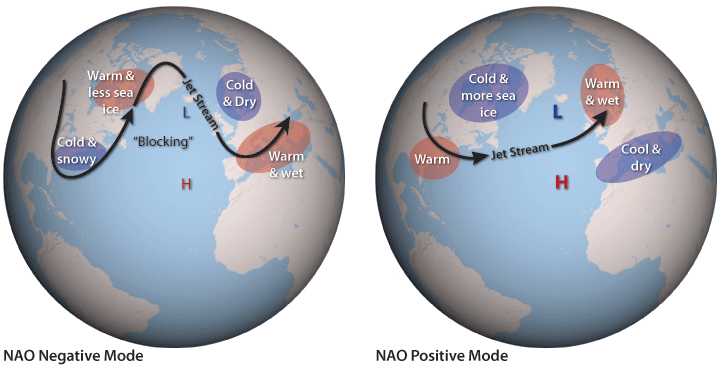 Warm &
less sea
ice
Jet Stream
Cold
& Dry
L
Cold &
snowy
"Blocking"
Warm
& wet
H
NAO Negative Mode
Cold &
more sea
ice
Warm
& wet
L
Warm
Jet Stream
Cool &
dry
H
NAO Positive Mode